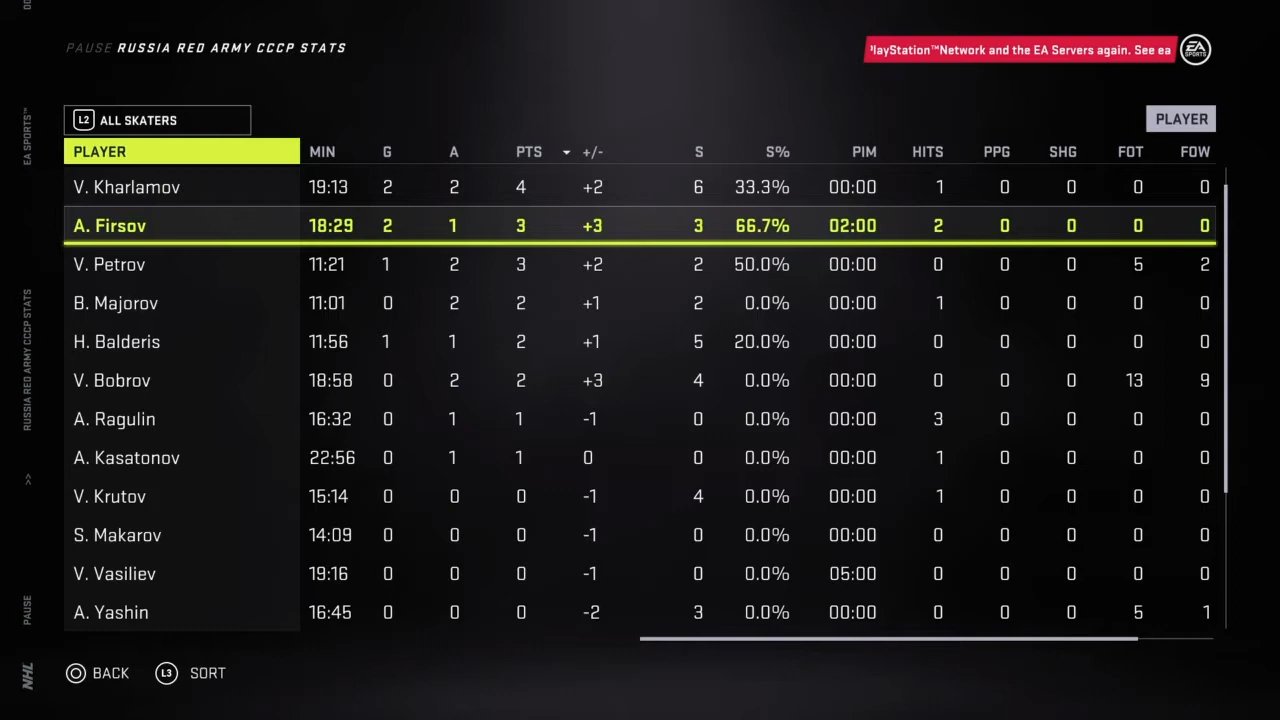 PAUSE RUSSIA RED ARMY CCCP STATS
layStation™Network and the EA Servers again. See ea
EA SPORTS
L2 ALL SKATERS
PLAYER
PLAYER MIN G A PTS +/- S S% PIM HITS PPG SHG FOT FOW
V. Kharlamov 19:13 2 2 4 +2 6 33.3% 00:00 1 0 0 0 0
A. Firsov 18:29 2 1 3 +3 3 66.7% 02:00 2 0 0 0 0
V. Petrov 11:21 1 2 3 +2 2 50.0% 00:00 0 0 0 5 2
B. Majorov 11:01 0 2 2 +1 2 0.0% 00:00 1 0 0 0 0
H. Balderis 11:56 1 1 2 +1 5 20.0% 00:00 0 0 0 0 0
V. Bobrov 18:58 0 2 2 +3 4 0.0% 00:00 0 0 0 13 9
A. Ragulin 16:32 0 1 1 -1 0 0.0% 00:00 3 0 0 0 0
A. Kasatonov 22:56 0 1 1 0 0 0.0% 00:00 1 0 0 0 0
V. Krutov 15:14 0 0 0 -1 4 0.0% 00:00 1 0 0 0 0
S. Makarov 14:09 0 0 0 -1 0 0.0% 00:00 0 0 0 0 0
V. Vasiliev 19:16 0 0 0 -1 0 0.0% 05:00 0 0 0 0 0
A. Yashin 16:45 0 0 0 -2 3 0.0% 00:00 0 0 0 5 1
BACK L3 SORT
NHL PAUSE >> RUSSIA RED ARMY CCCP STATS EA SPORTS™